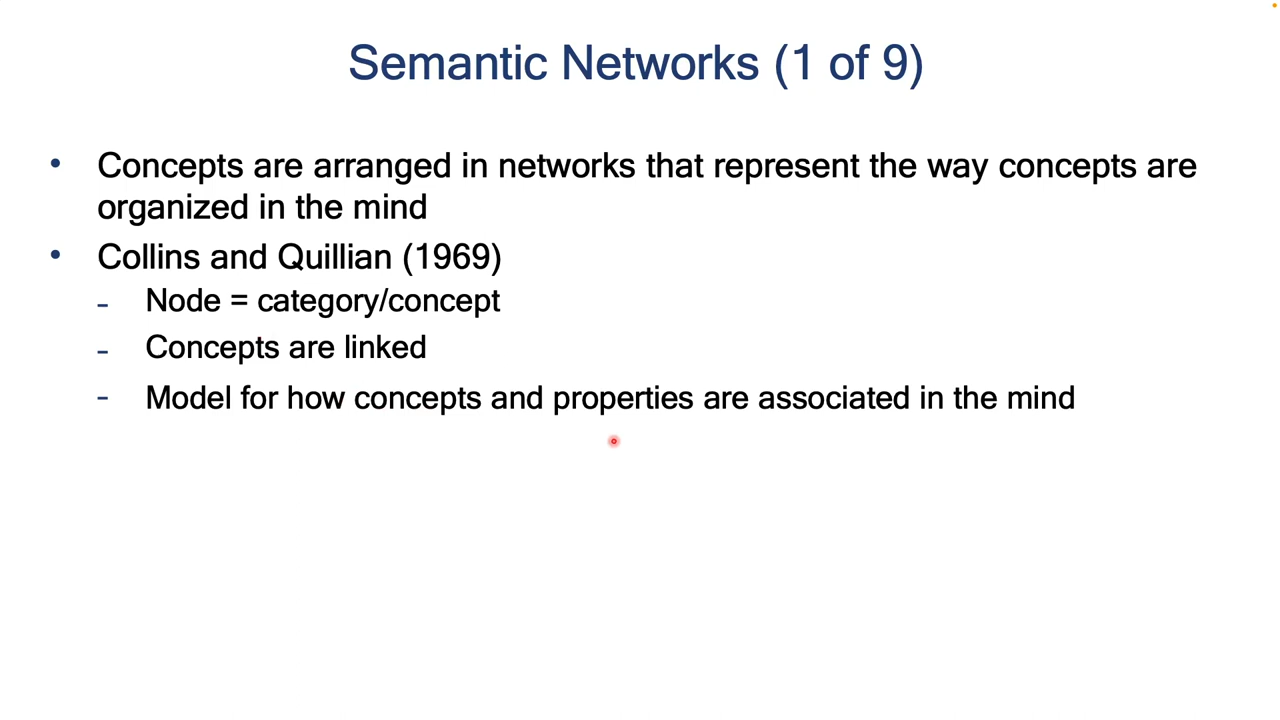 Semantic Networks (1 of 9)
• Concepts are arranged in networks that represent the way concepts are
organized in the mind
• Collins and Quillian (1969)
- Node = category/concept
- Concepts are linked
- Model for how concepts and properties are associated in the mind